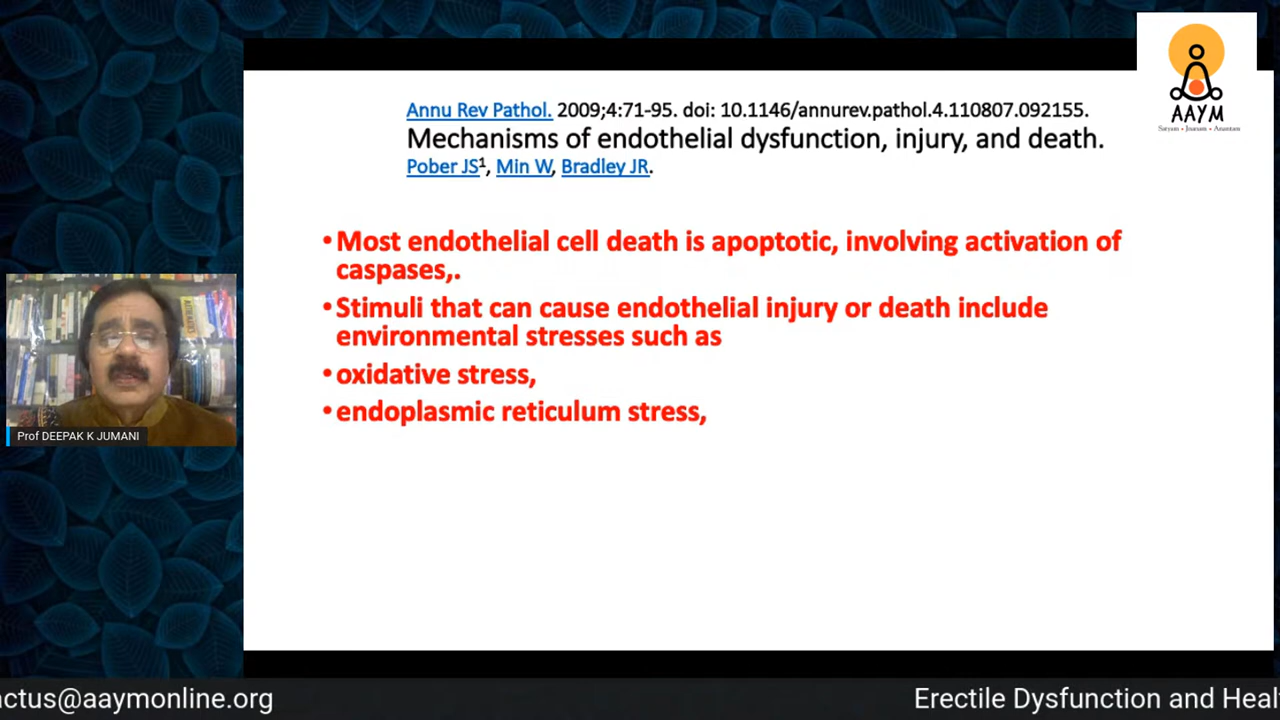 AAYM
Satyam • Jnanam • Anantam
Annu Rev Pathol. 2009;4:71-95. doi: 10.1146/annurev.pathol.4.110807.092155.
Mechanisms of endothelial dysfunction, injury, and death.
Pober JS1, Min W, Bradley JR.
• Most endothelial cell death is apoptotic, involving activation of
caspases,.
• Stimuli that can cause endothelial injury or death include
environmental stresses such as
• oxidative stress,
• endoplasmic reticulum stress,
Prof DEEPAK K JUMANI
actus@aaymonline.org
Erectile Dysfunction and Heal